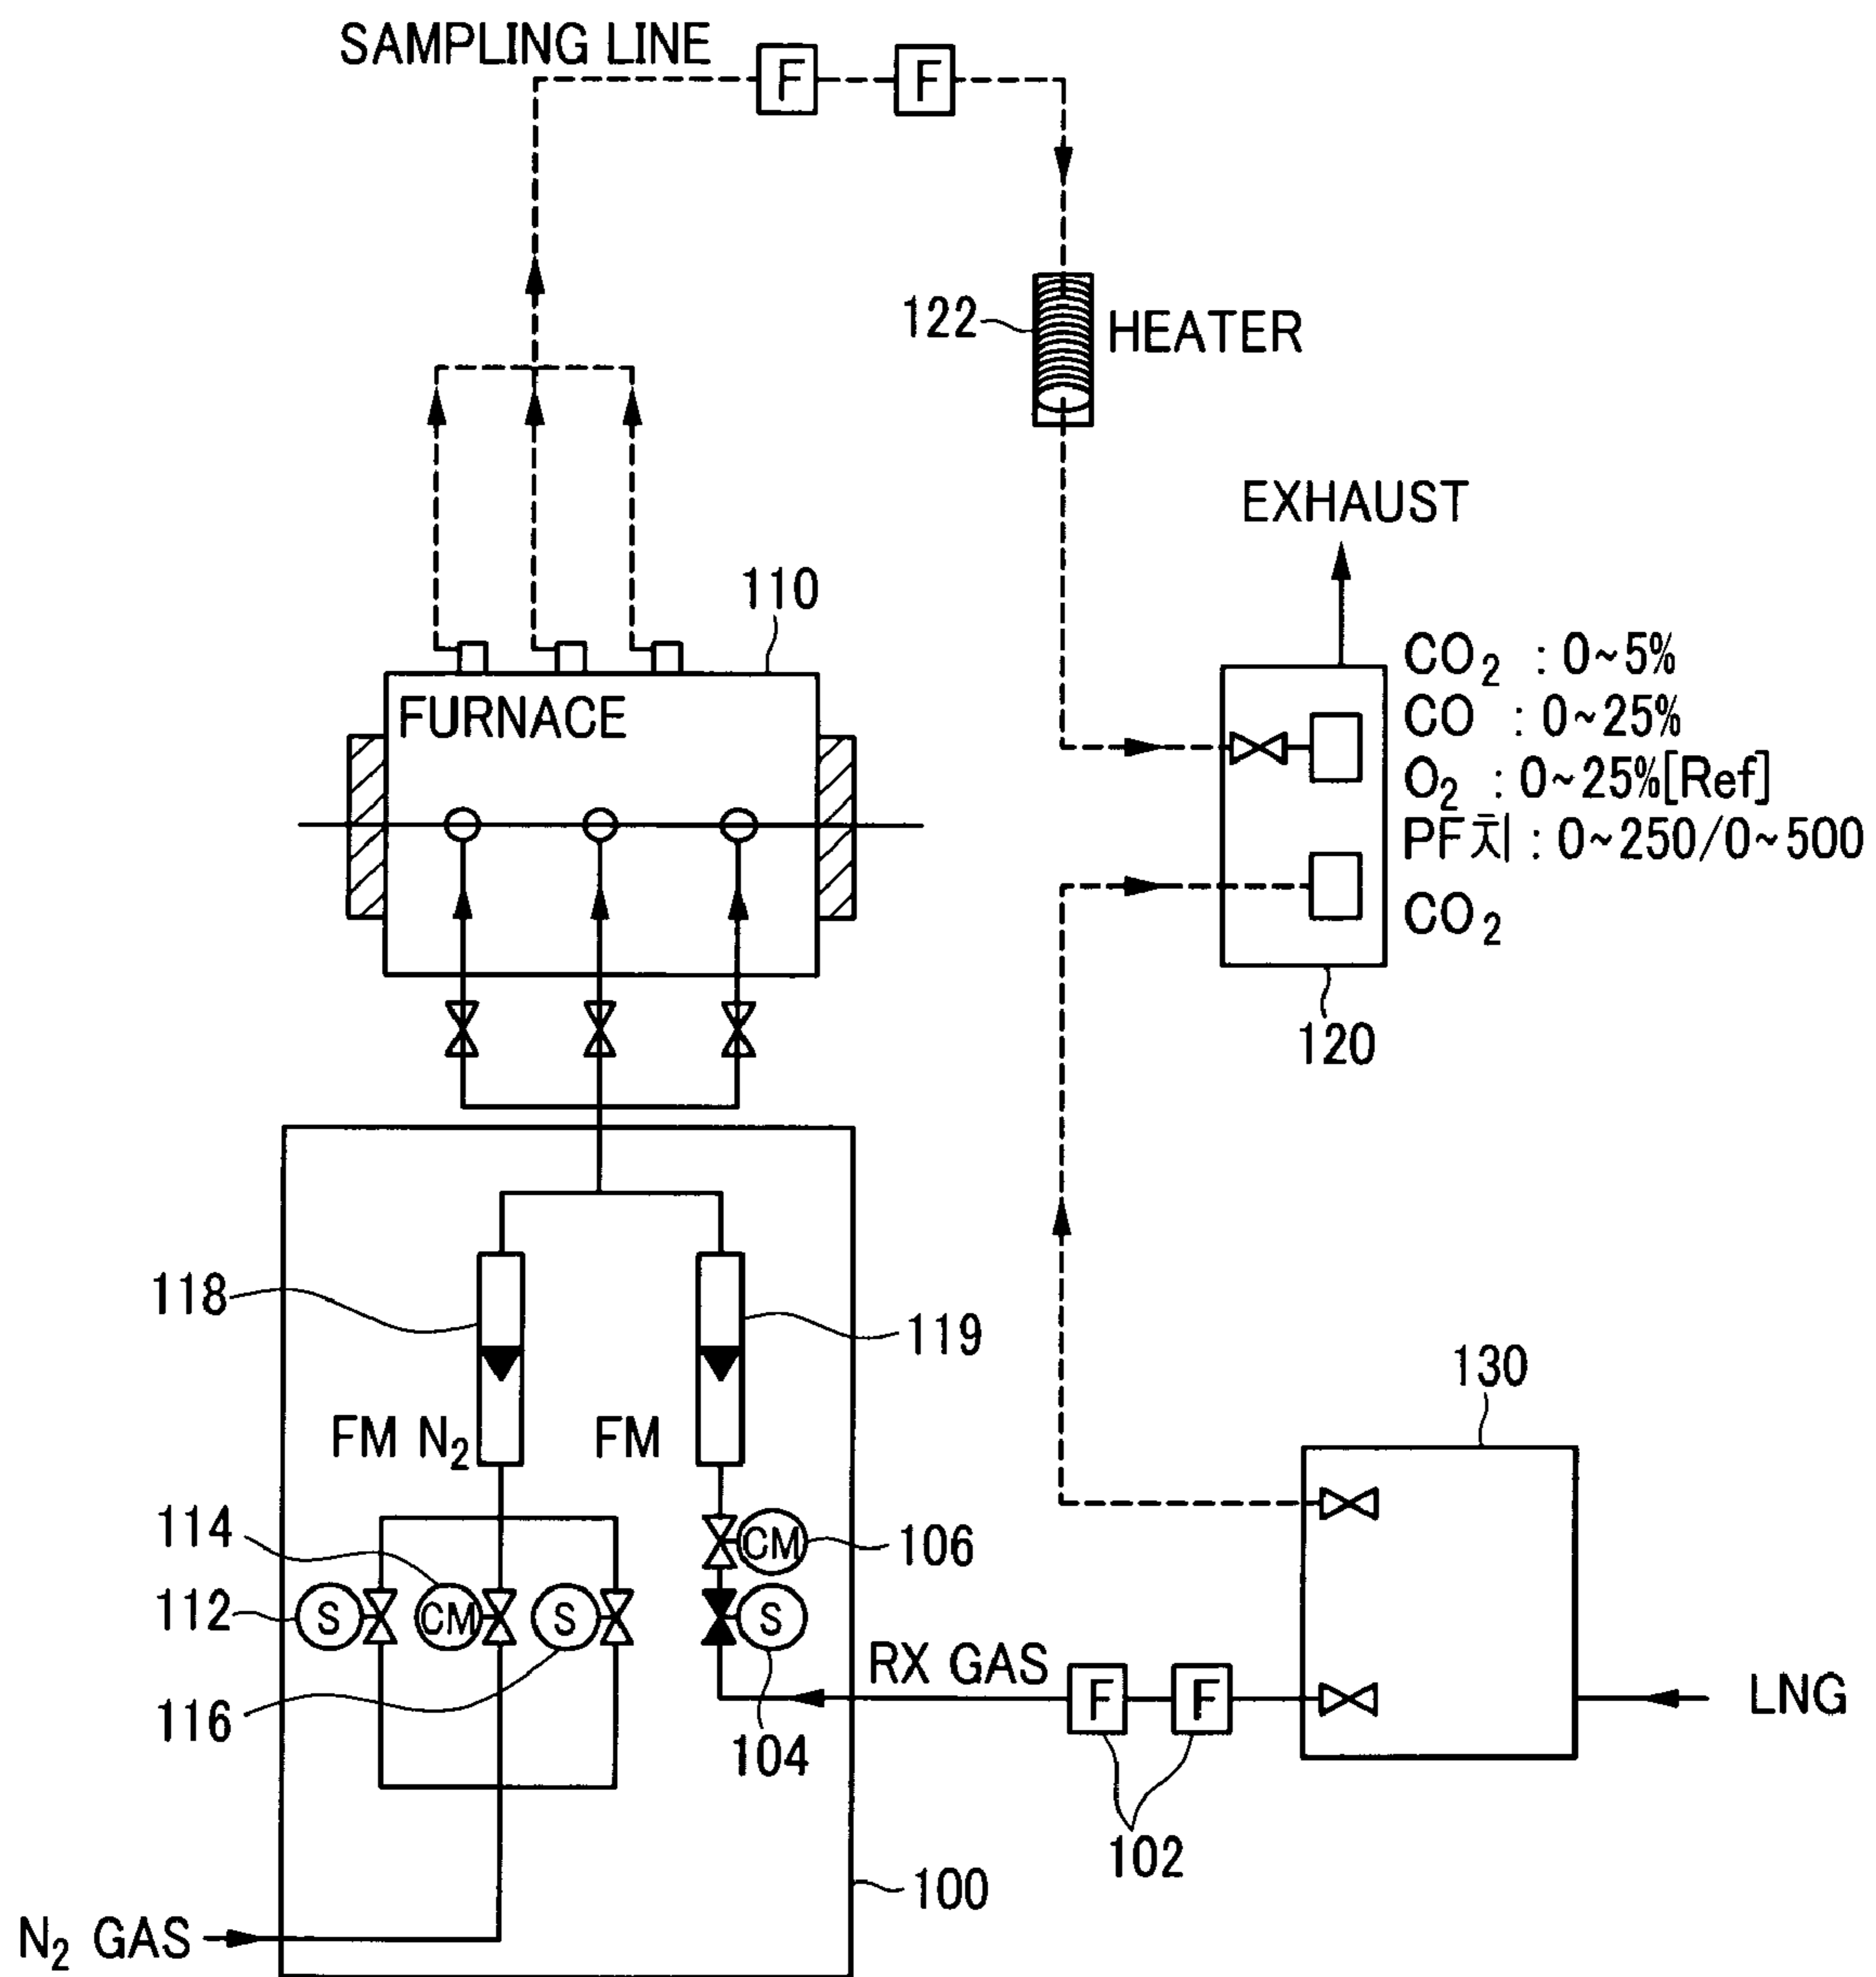 SAMPLING LINE
F
F
122
HEATER
EXHAUST
110
FURNACE
CO₂ : 0~5%
CO : 0~25%
O₂ : 0~25%[Ref]
PF치 : 0~250/0~500
CO₂
120
118
119
130
FM N₂
FM
114
CM
106
112
S
CM
S
S
116
104
RX GAS
F
F
LNG
102
100
N₂ GAS